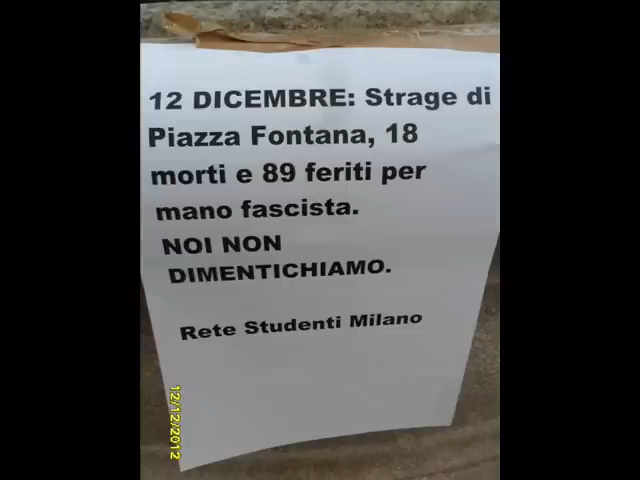 12 DICEMBRE: Strage di
Piazza Fontana, 18
morti e 89 feriti per
mano fascista.
NOI NON
DIMENTICHIAMO.
Rete Studenti Milano
12/12/2012